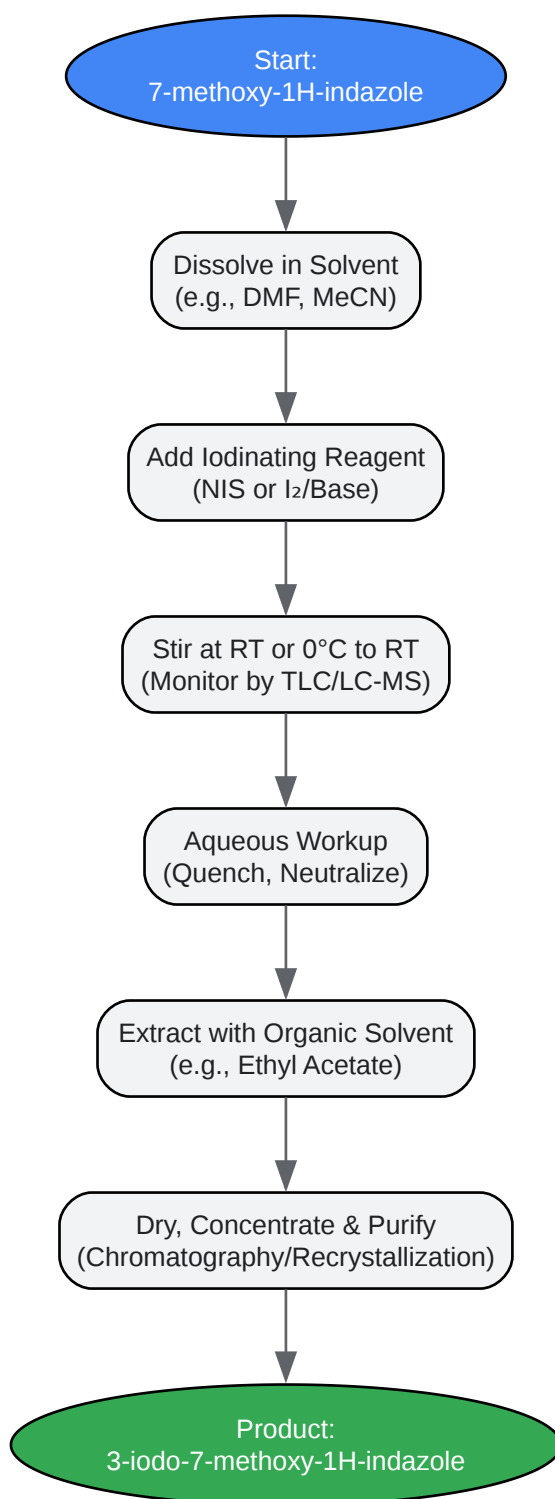 Start:
7-methoxy-1H-indazole
Dissolve in Solvent
(e.g., DMF, MeCN)
Add Iodinating Reagent
(NIS or I₂/Base)
Stir at RT or 0°C to RT
(Monitor by TLC/LC-MS)
Aqueous Workup
(Quench, Neutralize)
Extract with Organic Solvent
(e.g., Ethyl Acetate)
Dry, Concentrate & Purify
(Chromatography/Recrystallization)
Product:
3-iodo-7-methoxy-1H-indazole